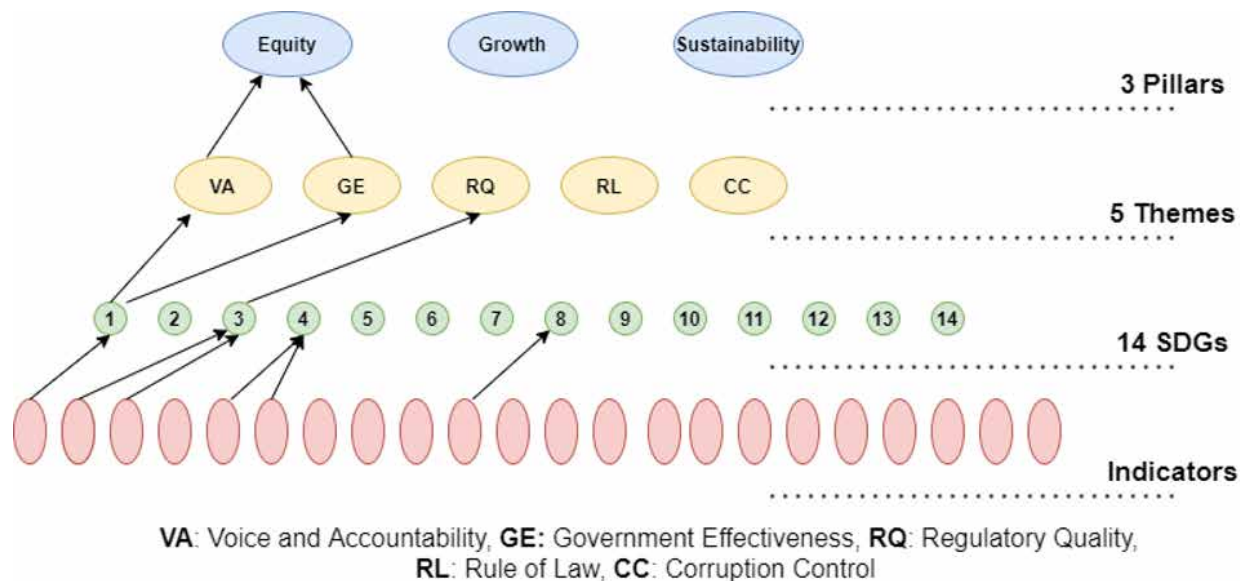 Equity Growth Sustainability
3 Pillars
VA GE RQ RL CC
5 Themes
1 2 3 4 5 6 7 8 9 10 11 12 13 14
14 SDGs
Indicators
VA: Voice and Accountability, GE: Government Effectiveness, RQ: Regulatory Quality,
RL: Rule of Law, CC: Corruption Control